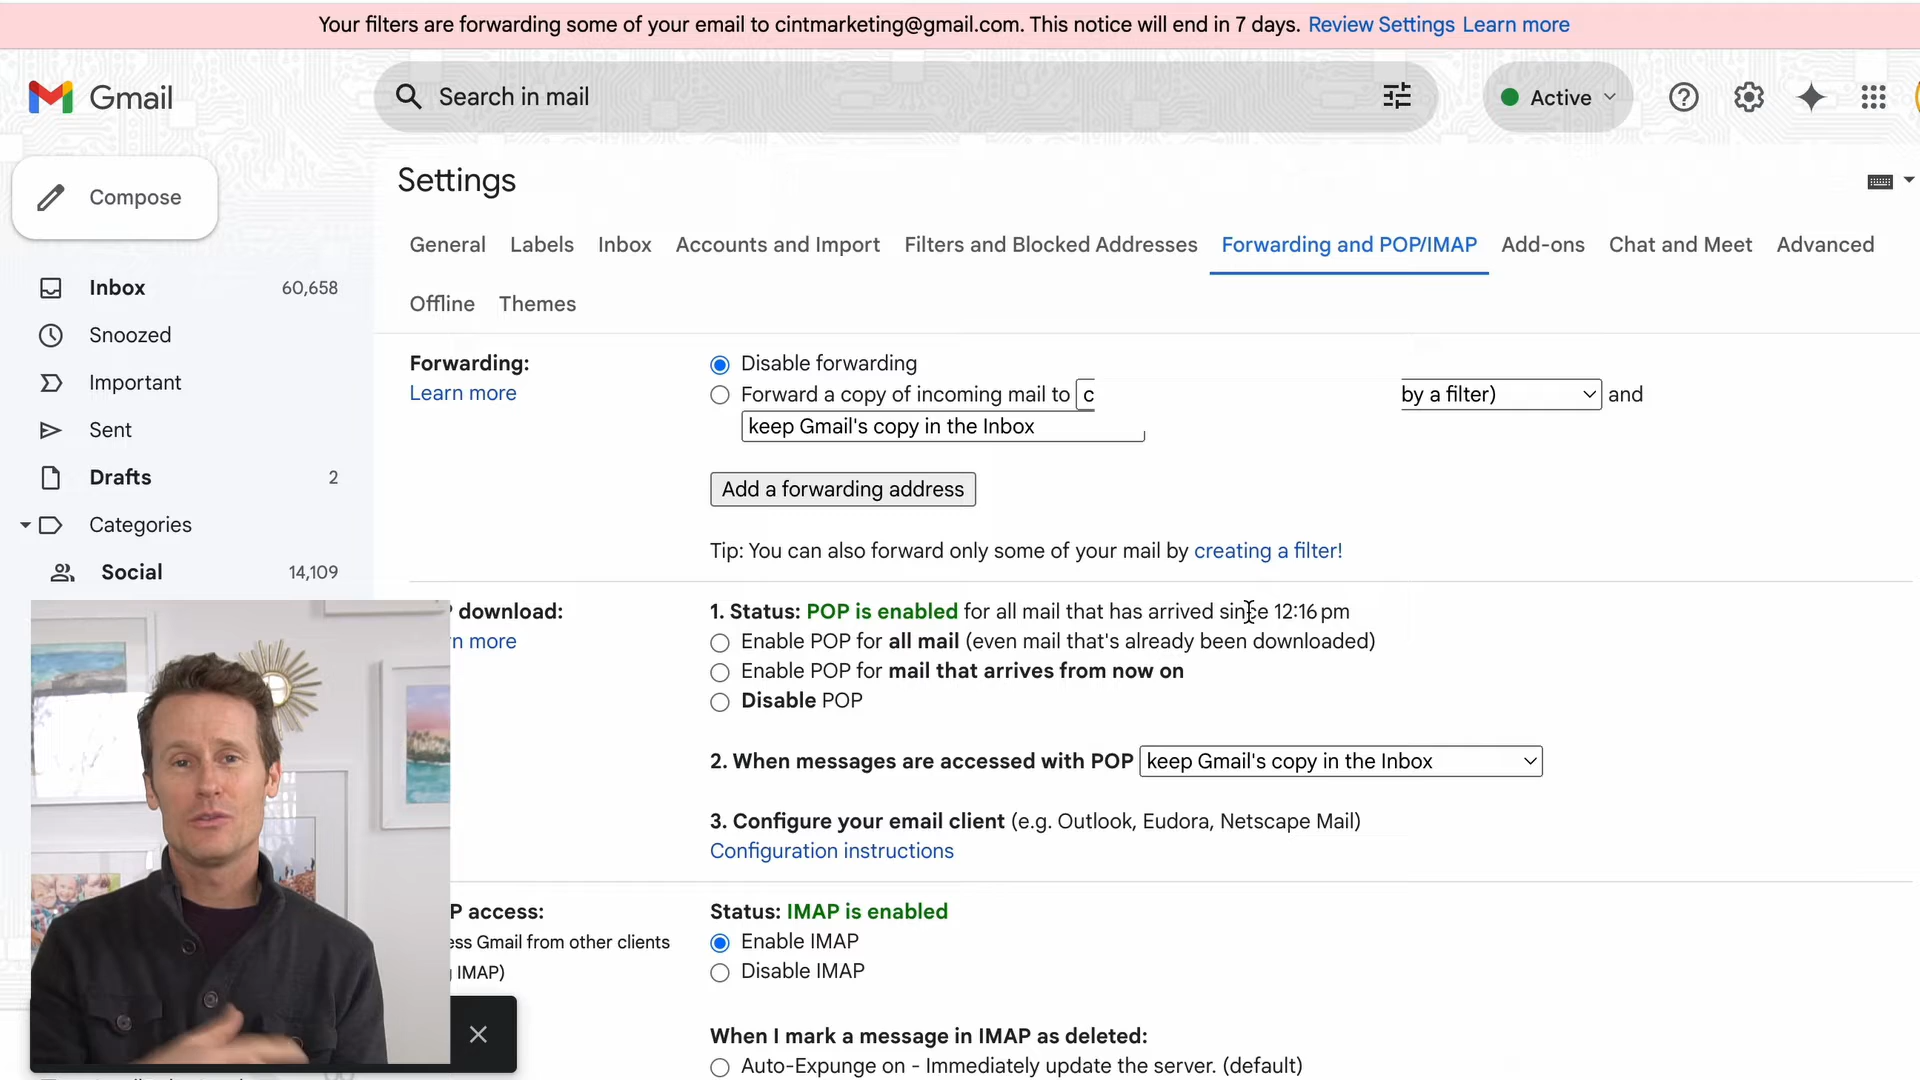 Your filters are forwarding some of your email to cintmarketing@gmail.com. This notice will end in 7 days. Review Settings Learn more
Gmail
Search in mail
Active
Compose
Settings
General Labels Inbox Accounts and Import Filters and Blocked Addresses Forwarding and POP/IMAP Add-ons Chat and Meet Advanced
Offline Themes
Inbox 60,658
Snoozed
Important
Sent
Drafts 2
Categories
Social 14,109
Forwarding:
Learn more
Disable forwarding
Forward a copy of incoming mail to c by a filter) and
keep Gmail's copy in the Inbox
Add a forwarding address
Tip: You can also forward only some of your mail by creating a filter!
download:
more
1. Status: POP is enabled for all mail that has arrived since 12:16 pm
Enable POP for all mail (even mail that's already been downloaded)
Enable POP for mail that arrives from now on
Disable POP
2. When messages are accessed with POP keep Gmail's copy in the Inbox
3. Configure your email client (e.g. Outlook, Eudora, Netscape Mail)
Configuration instructions
P access:
ess Gmail from other clients
IMAP)
Status: IMAP is enabled
Enable IMAP
Disable IMAP
When I mark a message in IMAP as deleted:
Auto-Expunge on - Immediately update the server. (default)